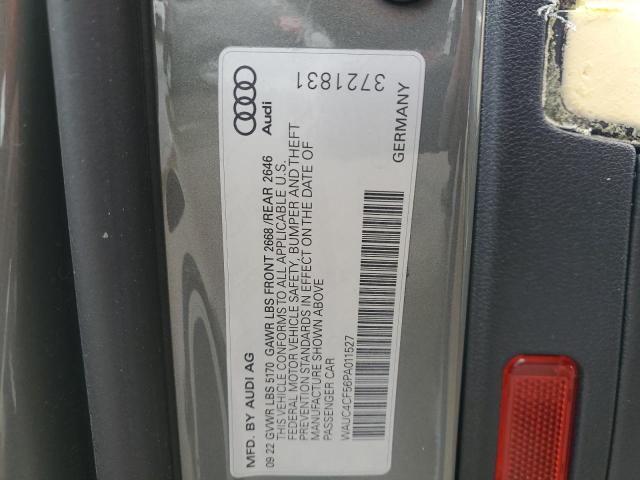 Audi
3721831
MFD. BY AUDI AG
09 22 GVWR LBS 5170 GAWR LBS FRONT 2668/REAR 2646
THIS VEHICLE CONFORMS TO ALL APPLICABLE U.S.
FEDERAL MOTOR VEHICLE SAFETY, BUMPER AND THEFT
PREVENTION STANDARDS IN EFFECT ON THE DATE OF
MANUFACTURE SHOWN ABOVE
PASSENGER CAR
WAUC4CF56PA011527
GERMANY